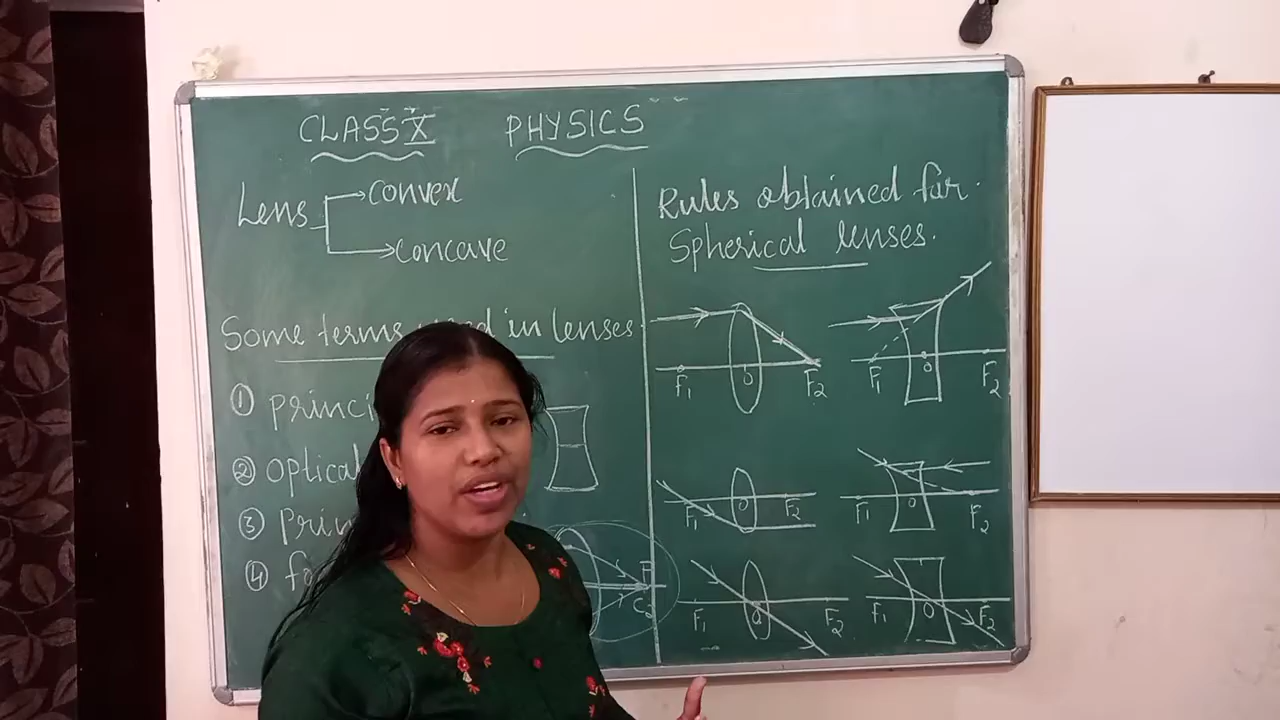 CLASS X PHYSICS
Lens
convex
concave
Some terms used in lenses
① princi
② optical
③ Prin
④ fo
F
C₂
Rules obtained for
Spherical lenses.
F₁ O F₂
F₁ O F₂
F₁ O F₂
F₁ O F₂
F₁ O F₂
F₁ O F₂